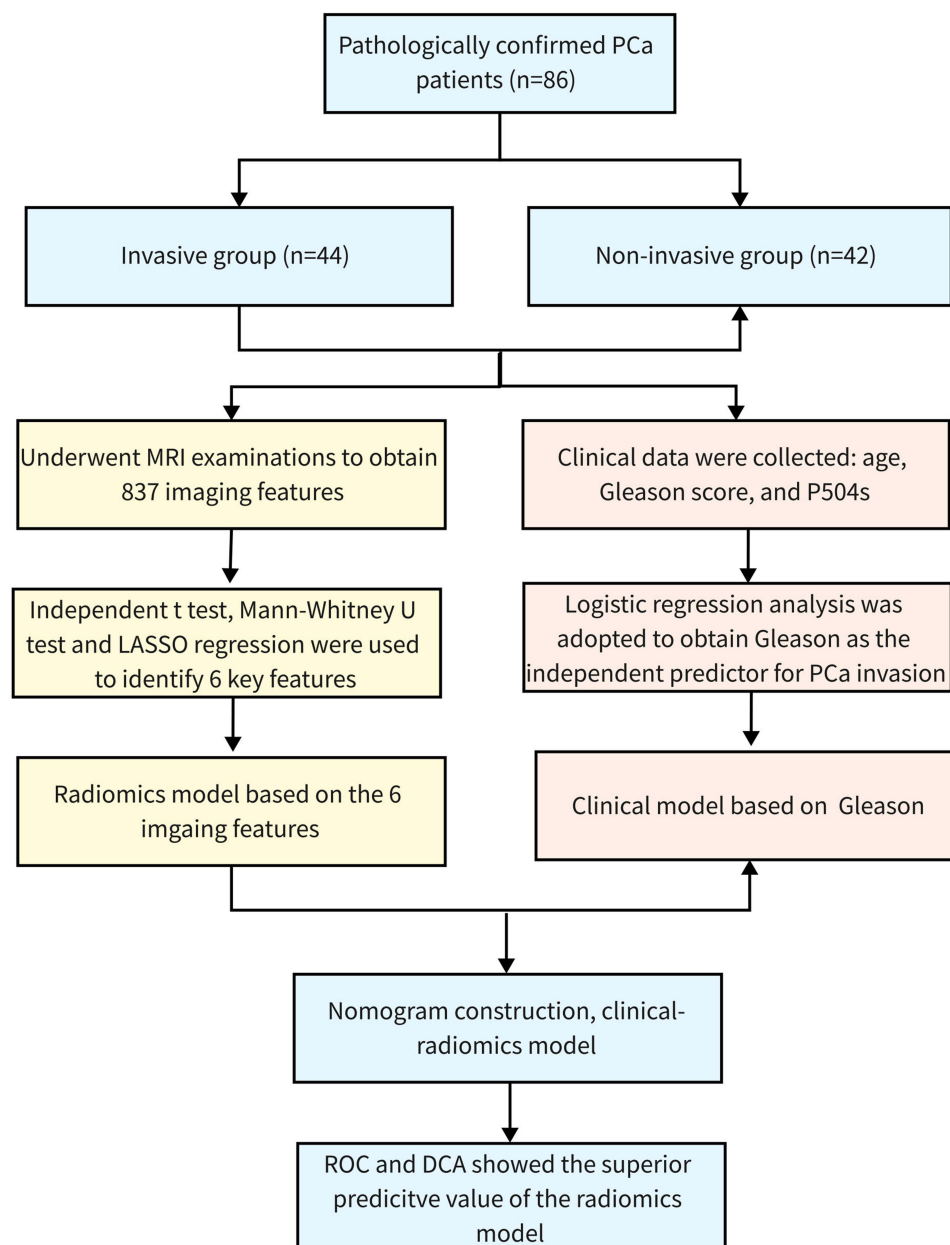 Pathologically confirmed PCa
patients (n=86)
Invasive group (n=44)
Non-invasive group (n=42)
Underwent MRI examinations to obtain
837 imaging features
Clinical data were collected: age,
Gleason score, and P504s
Independent t test, Mann-Whitney U
test and LASSO regression were used
to identify 6 key features
Logistic regression analysis was
adopted to obtain Gleason as the
independent predictor for PCa invasion
Radiomics model based on the 6
imgaing features
Clinical model based on  Gleason
Nomogram construction, clinical-
radiomics model
ROC and DCA showed the superior
predicitve value of the radiomics
model